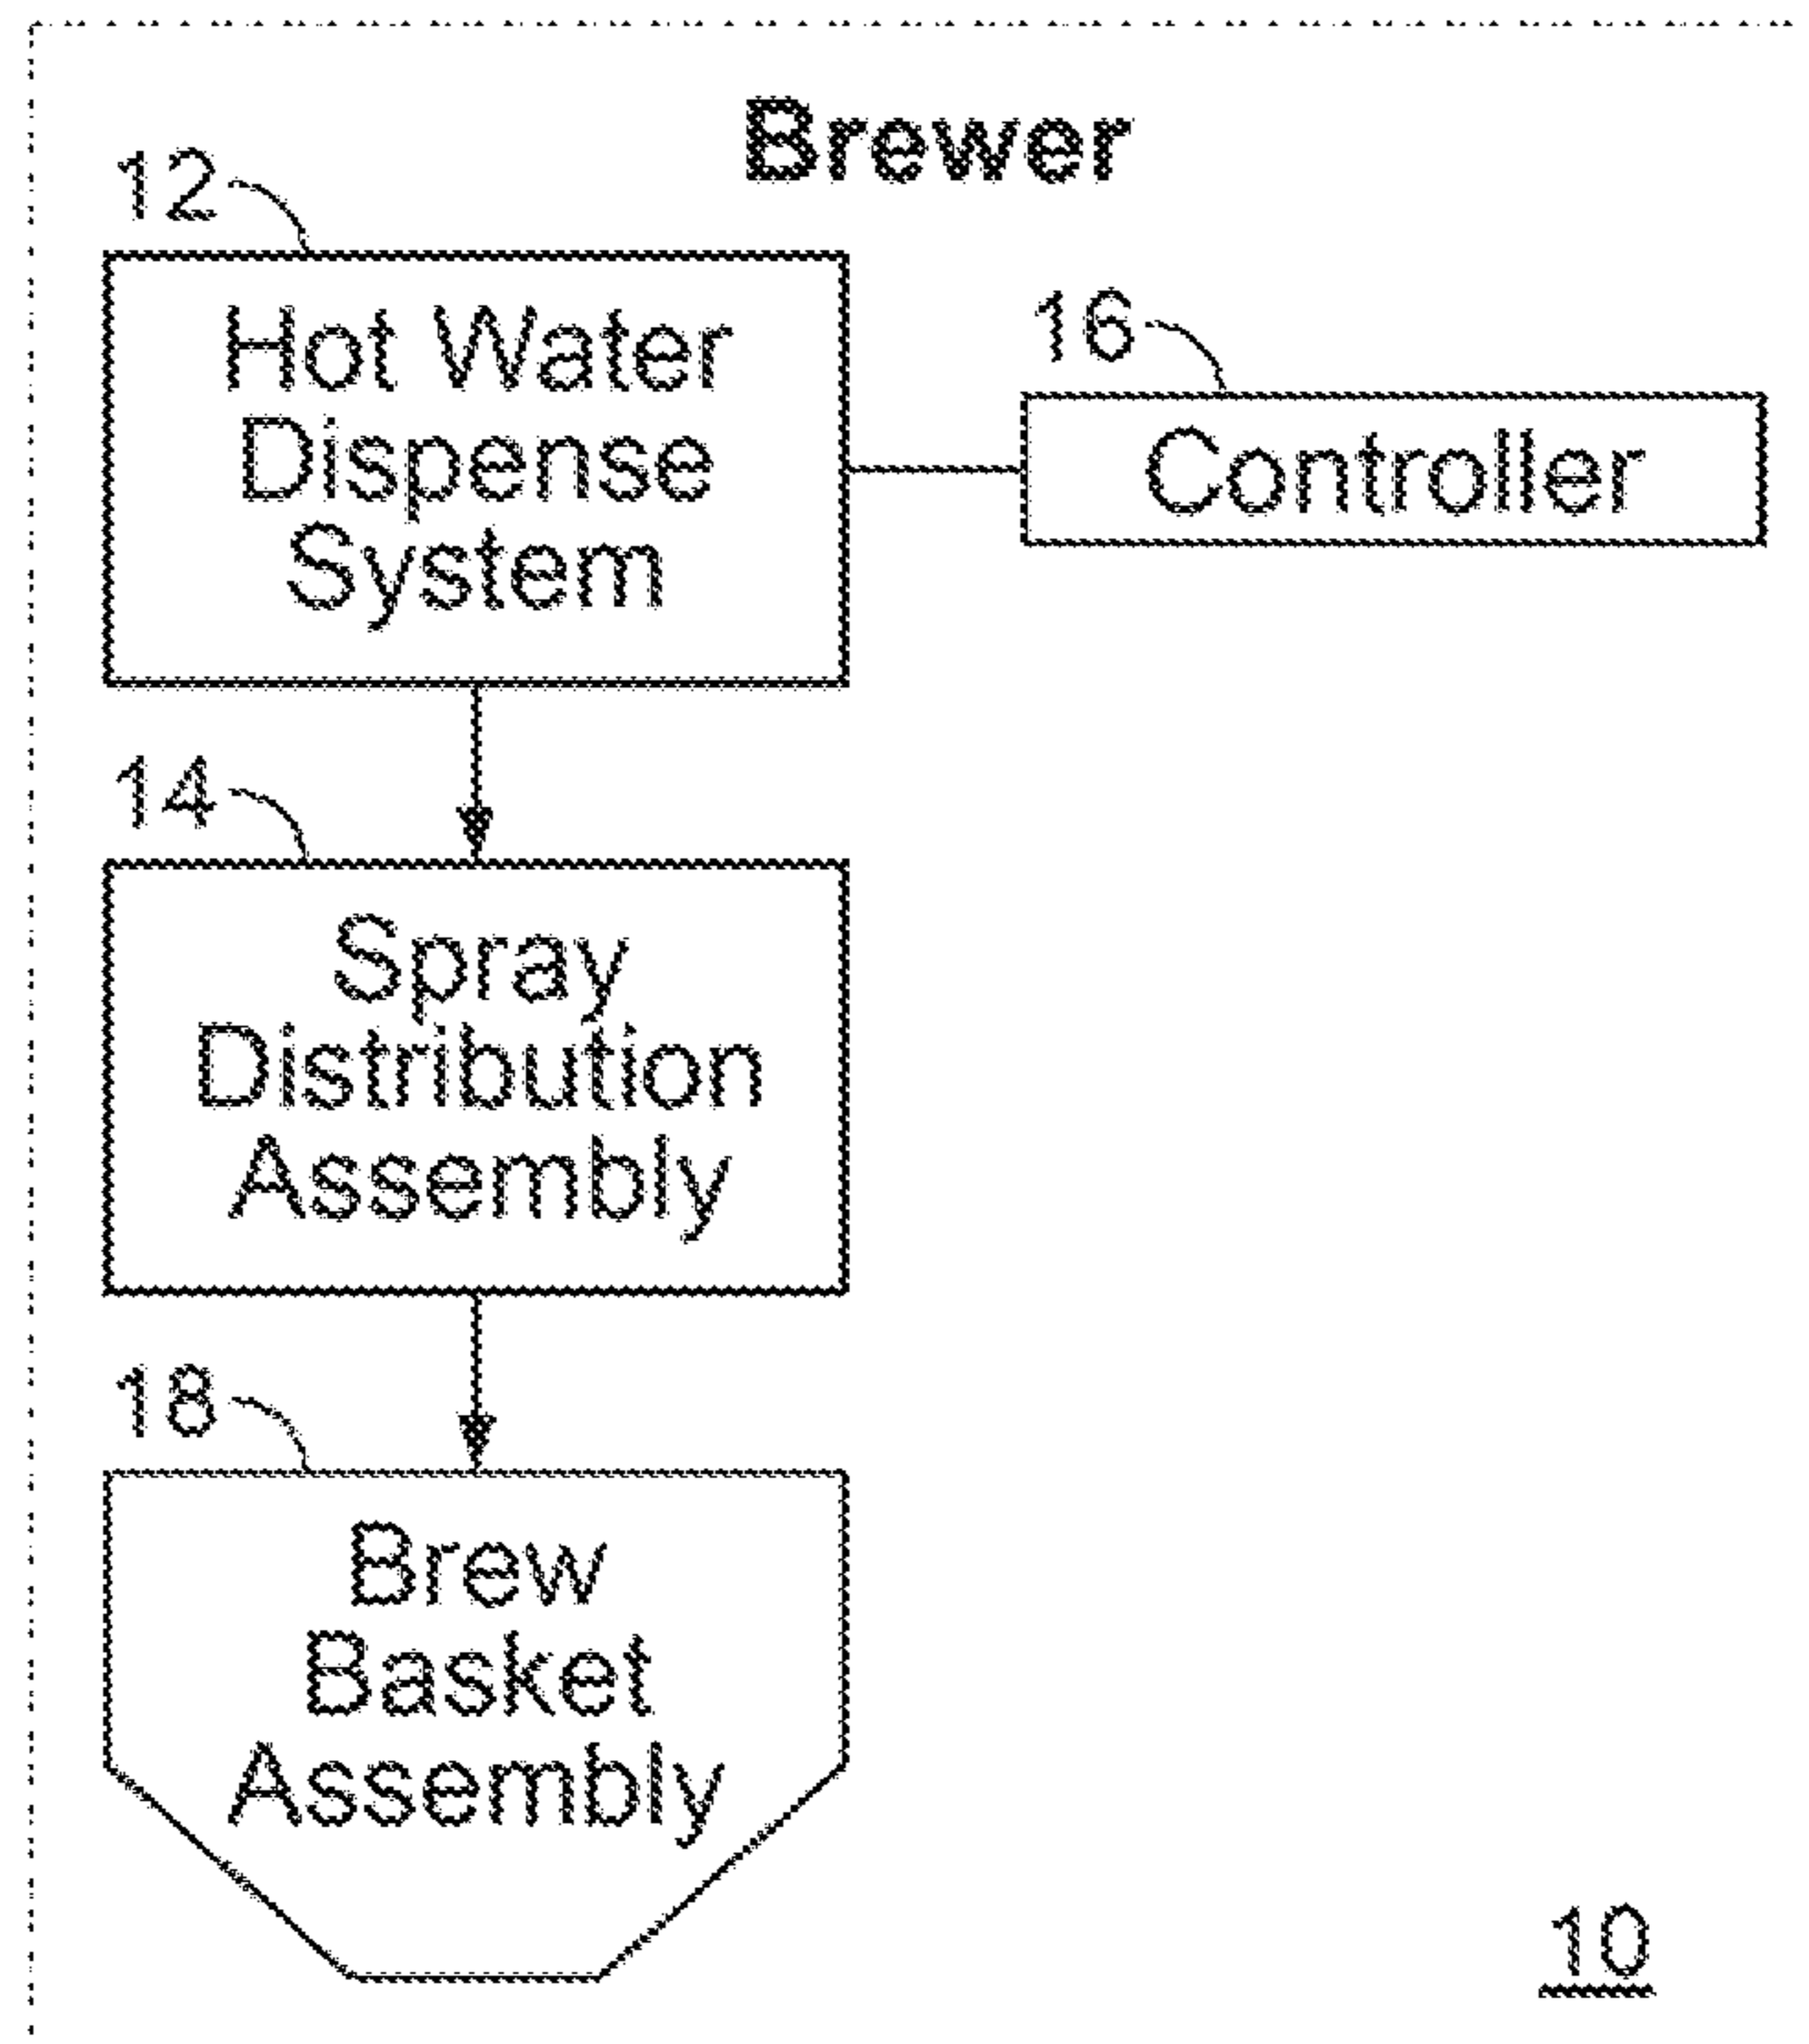 Brewer
12
Hot Water
Dispense
System
16
Controller
14
Spray
Distribution
Assembly
18
Brew
Basket
Assembly
10